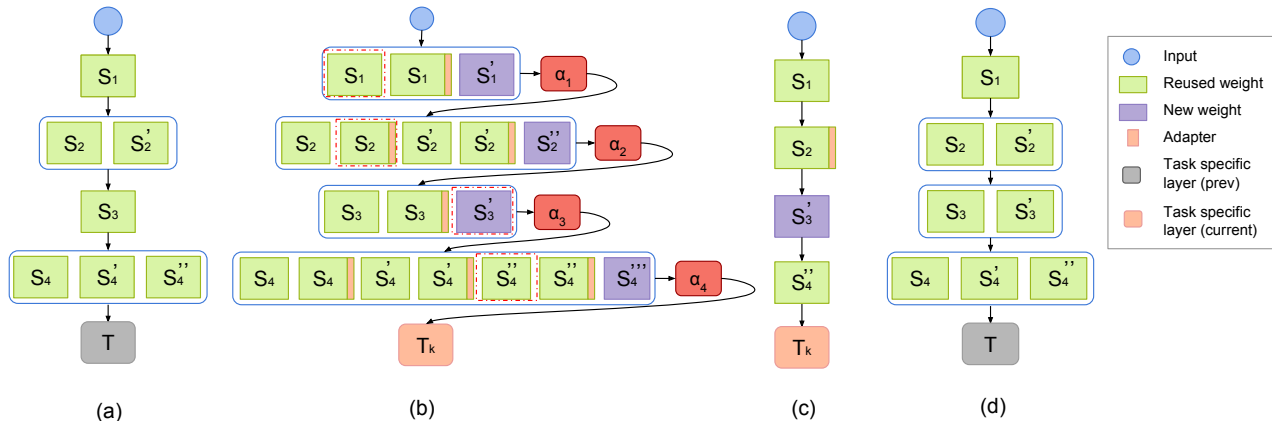 S1
S2 S2'
S3
S4 S4' S4''
T
(a)
S1 S1 S1' α1
S2 S2 S2' S2' S2'' α2
S3 S3 S3' α3
S4 S4 S4' S4' S4'' S4'' S4''' α4
Tk
(b)
S1
S2
S3'
S4''
Tk
(c)
S1
S2 S2'
S3 S3'
S4 S4' S4''
T
(d)
Input
Reused weight
New weight
Adapter
Task specific
layer (prev)
Task specific
layer (current)